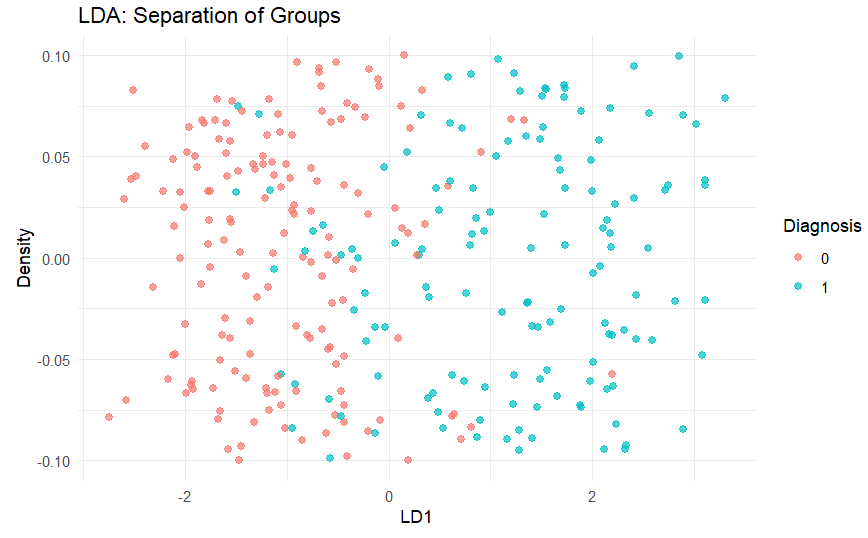 LDA: Separation of Groups
Density
0.10
0.05
0.00
-0.05
-0.10
-2
0
2
LD1
Diagnosis
0
1